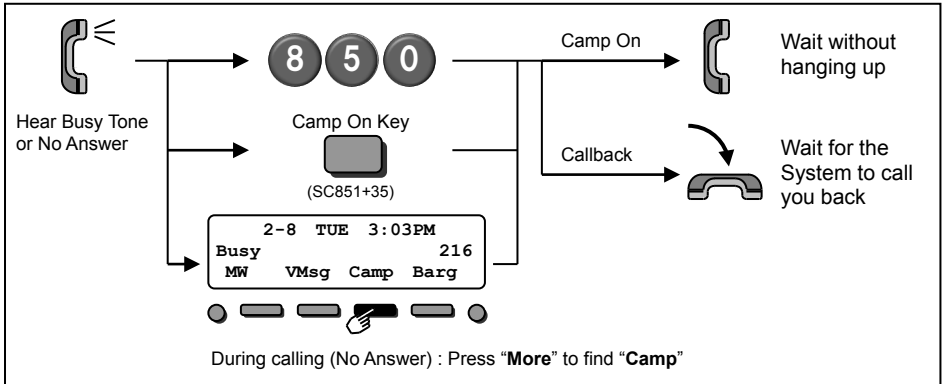 Hear Busy Tone
or No Answer
8 5 0
Camp On Key
(SC851+35)
2-8 TUE 3:03PM
Busy 216
MW VMsg Camp Barg
During calling (No Answer) : Press “More” to find “Camp”
Camp On
Wait without
hanging up
Callback
Wait for the
System to call
you back